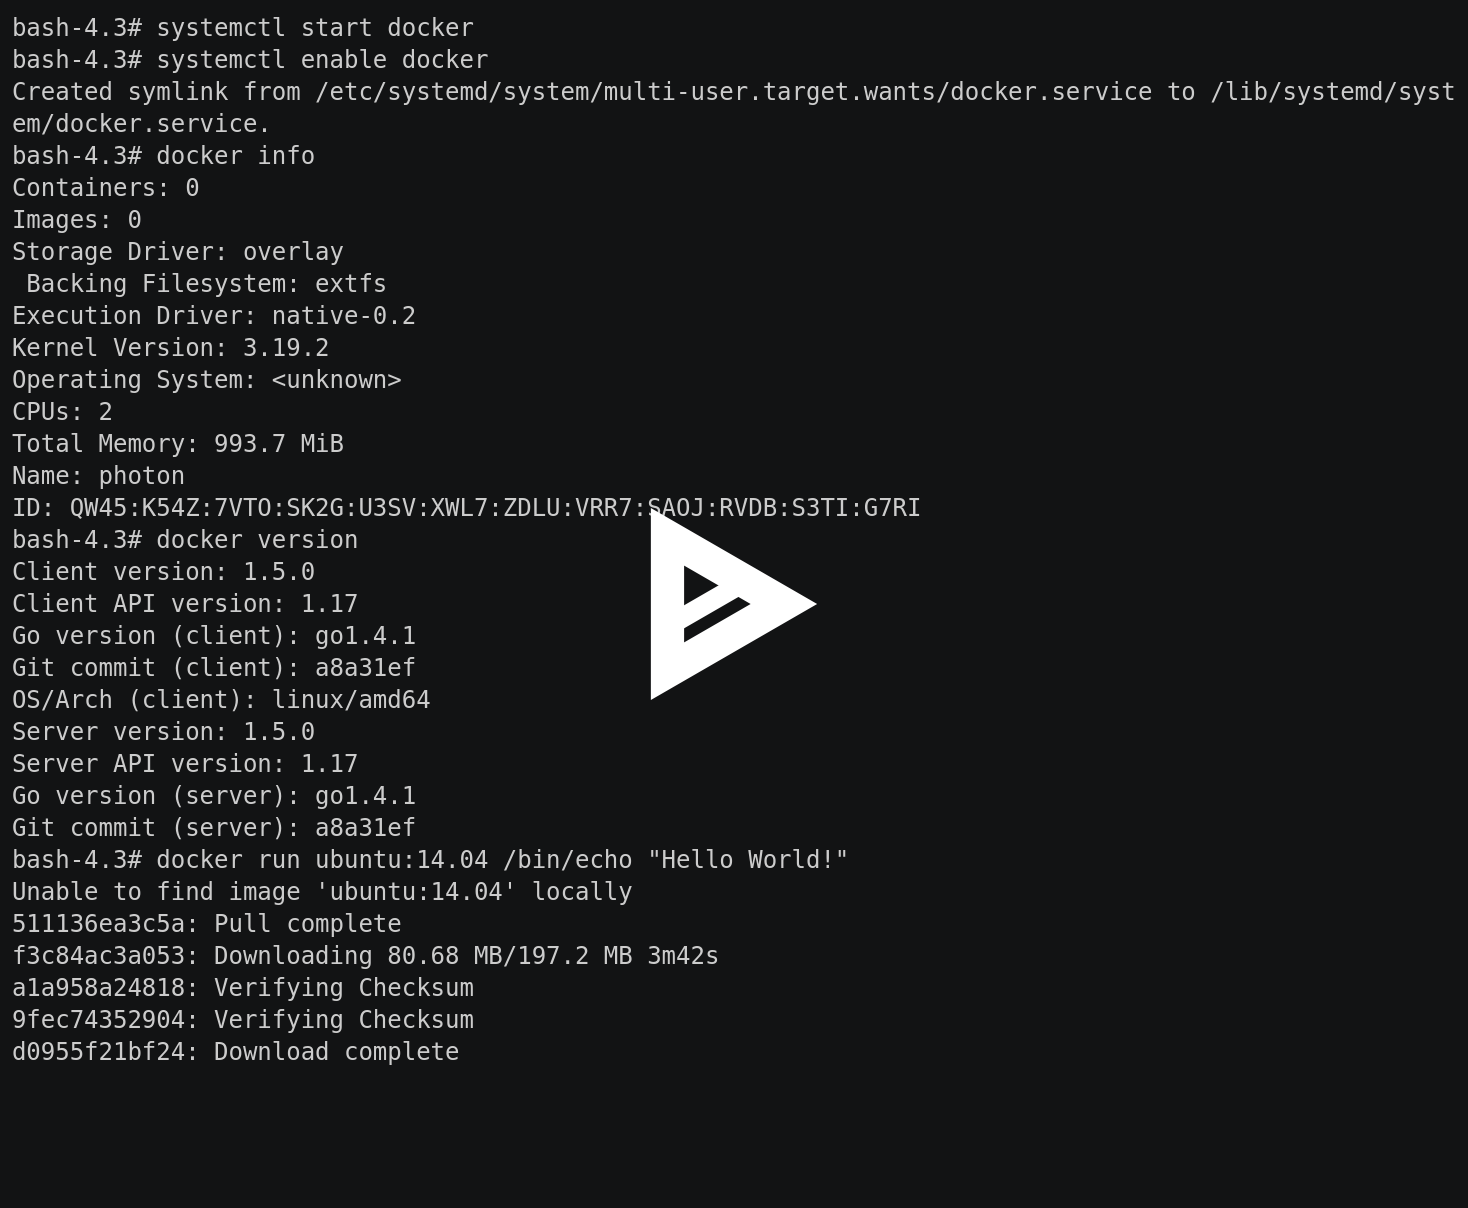 bash-4.3# systemctl start docker
bash-4.3# systemctl enable docker
Created symlink from /etc/systemd/system/multi-user.target.wants/docker.service to /lib/systemd/syst
em/docker.service.
bash-4.3# docker info
Containers: 0
Images: 0
Storage Driver: overlay
 Backing Filesystem: extfs
Execution Driver: native-0.2
Kernel Version: 3.19.2
Operating System: <unknown>
CPUs: 2
Total Memory: 993.7 MiB
Name: photon
ID: QW45:K54Z:7VTO:SK2G:U3SV:XWL7:ZDLU:VRR7:SAOJ:RVDB:S3TI:G7RI
bash-4.3# docker version
Client version: 1.5.0
Client API version: 1.17
Go version (client): go1.4.1
Git commit (client): a8a31ef
OS/Arch (client): linux/amd64
Server version: 1.5.0
Server API version: 1.17
Go version (server): go1.4.1
Git commit (server): a8a31ef
bash-4.3# docker run ubuntu:14.04 /bin/echo "Hello World!"
Unable to find image 'ubuntu:14.04' locally
511136ea3c5a: Pull complete
f3c84ac3a053: Downloading 80.68 MB/197.2 MB 3m42s
a1a958a24818: Verifying Checksum
9fec74352904: Verifying Checksum
d0955f21bf24: Download complete